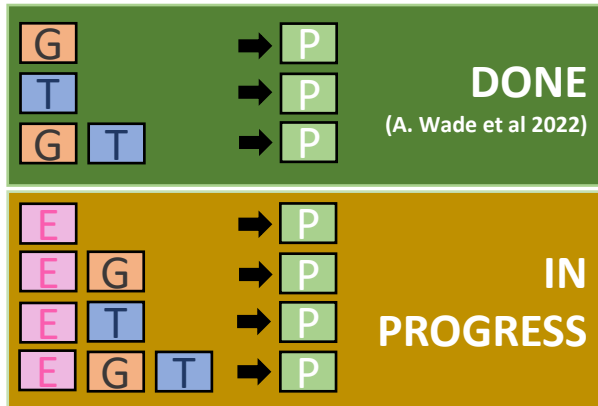 G P
T P
G T P
DONE
(A. Wade et al 2022)
E P
E G P
E T P
E G T P
IN
PROGRESS